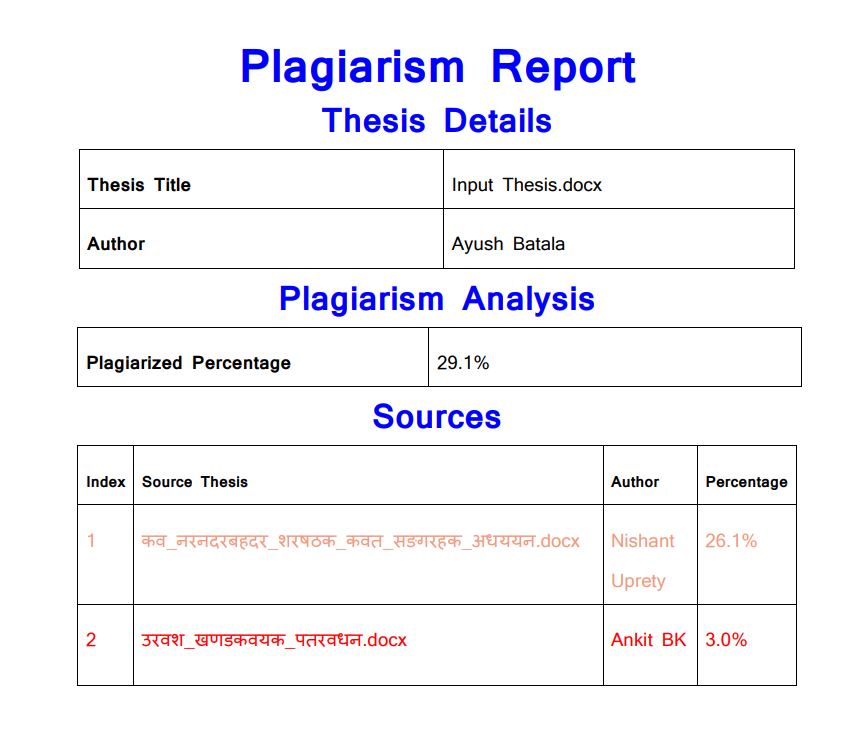 Plagiarism Report
Thesis Details
Thesis Title Input Thesis.docx
Author Ayush Batala
Plagiarism Analysis
Plagiarized Percentage 29.1%
Sources
Index Source Thesis Author Percentage
1 कव_नरनदरबहदर_शरषठक_कवत_सङगरहक_अधययन.docx Nishant 26.1%
Uprety
2 उरवश_खणडकवयक_पतरवधन.docx Ankit BK 3.0%